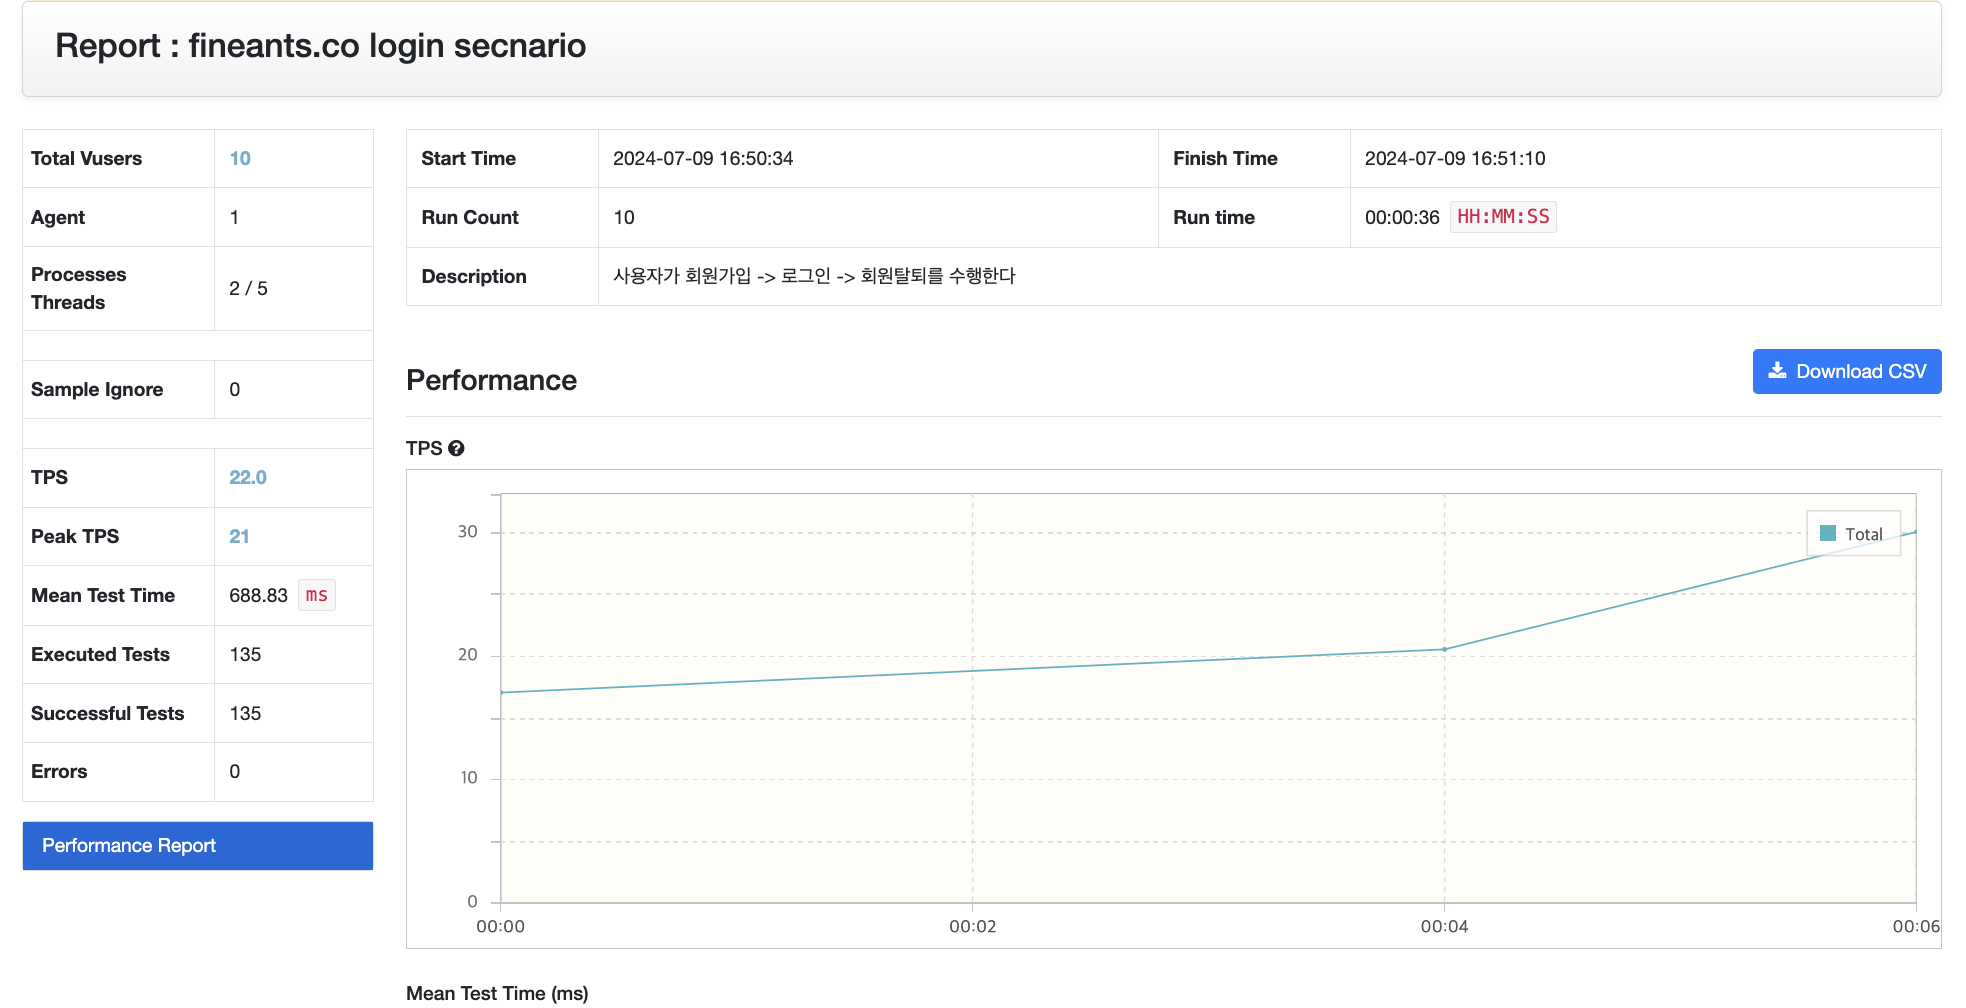 Report : fineants.co login secnario
Total Vusers 10
Agent 1
Processes
Threads
2 / 5
Sample Ignore 0
TPS 22.0
Peak TPS 21
Mean Test Time 688.83 ms
Executed Tests 135
Successful Tests 135
Errors 0
Performance Report
Start Time 2024-07-09 16:50:34 Finish Time 2024-07-09 16:51:10
Run Count 10 Run time 00:00:36 HH:MM:SS
Description 사용자가 회원가입 -> 로그인 -> 회원탈퇴를 수행한다
Performance
Download CSV
TPS
Total
30
20
10
0
00:00 00:02 00:04 00:06
Mean Test Time (ms)